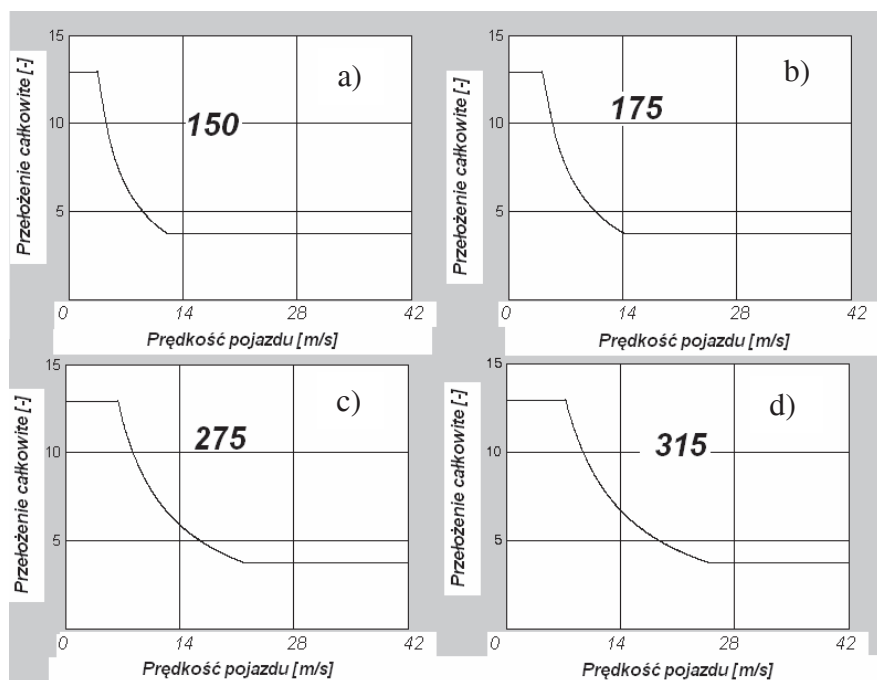 Przełożenie całkowite [-]
15
10
5
a)
150
0 14 28 42
Prędkość pojazdu [m/s]
Przełożenie całkowite [-]
15
10
5
b)
175
0 14 28 42
Prędkość pojazdu [m/s]
Przełożenie całkowite [-]
15
10
5
c)
275
0 14 28 42
Prędkość pojazdu [m/s]
Przełożenie całkowite [-]
15
10
5
d)
315
0 14 28 42
Prędkość pojazdu [m/s]